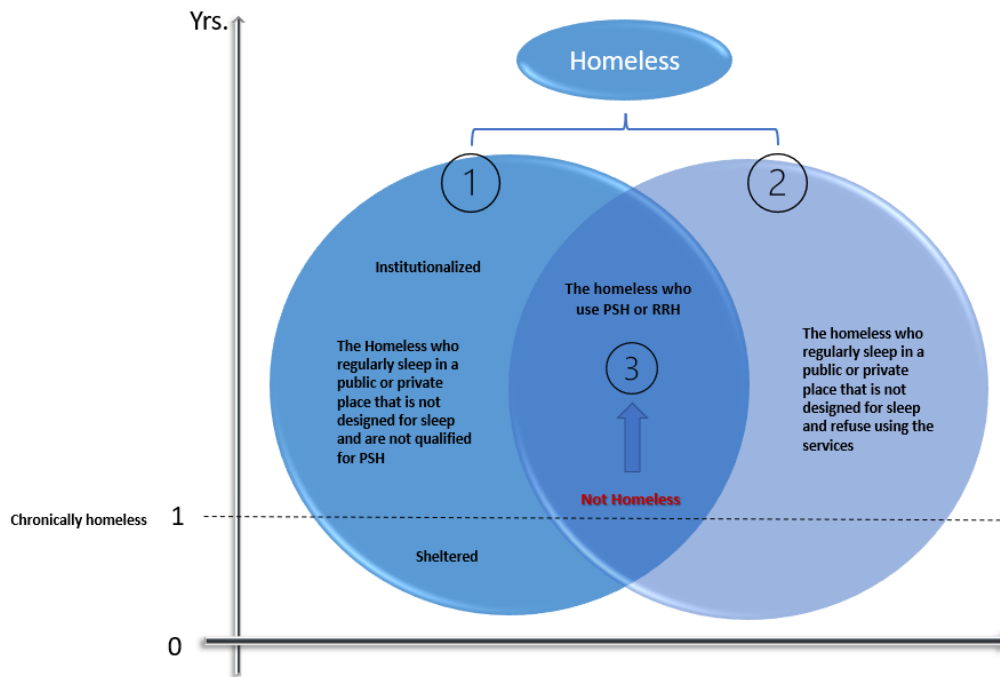 Yrs.
Homeless
1
2
Institutionalized
The homeless who
use PSH or RRH
The Homeless who
regularly sleep in a
public or private
place that is not
designed for sleep
and are not qualified
for PSH
3
The homeless who
regularly sleep in a
public or private
place that is not
designed for sleep
and refuse using the
services
Not Homeless
Chronically homeless 1
Sheltered
0